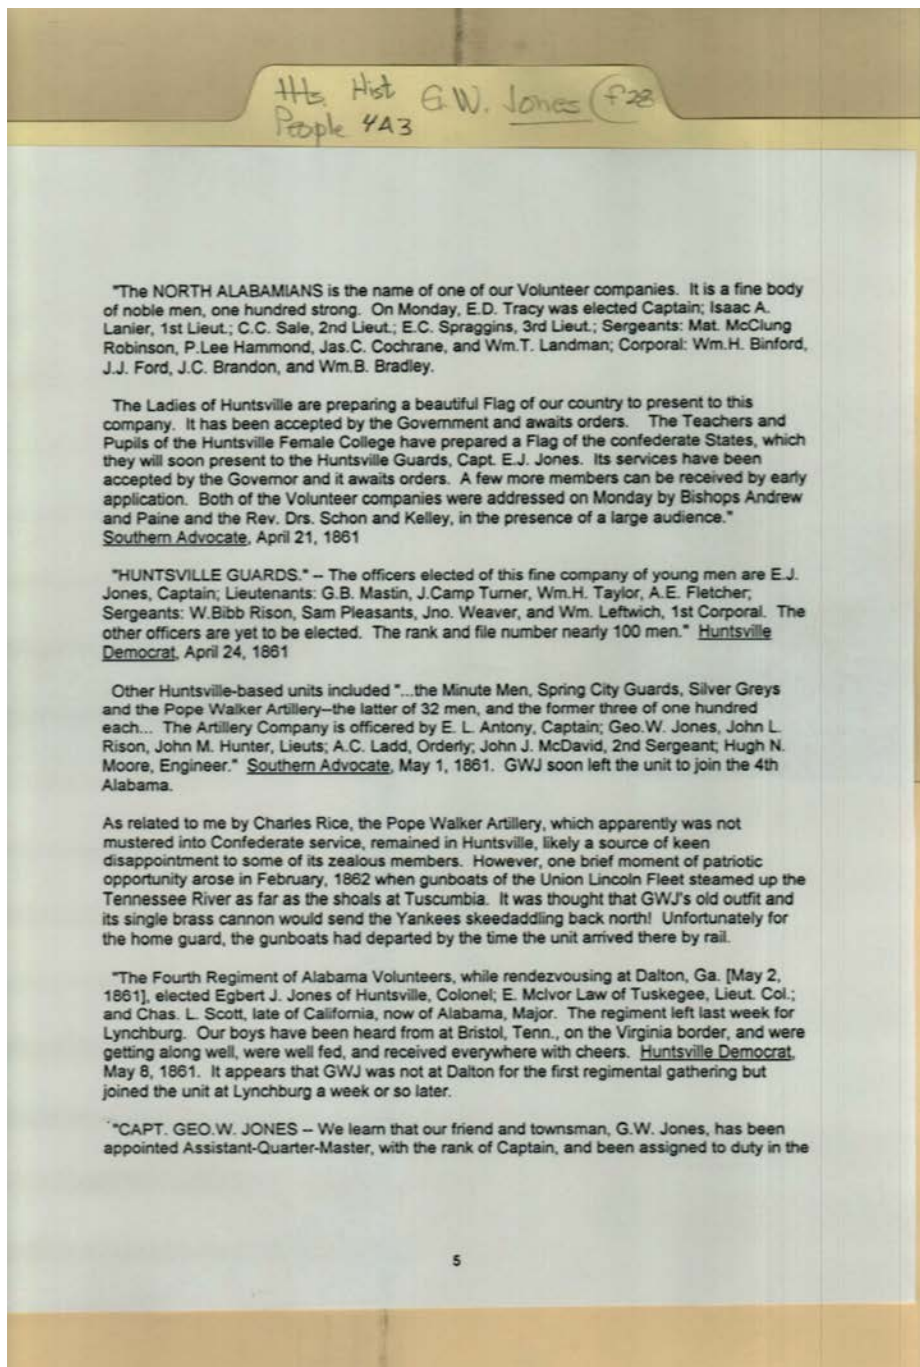 Hts. Hist G.W. Jones (f28
People 4A3
"The NORTH ALABAMIANS is the name of one of our Volunteer companies. It is a fine body
of noble men, one hundred strong. On Monday, E.D. Tracy was elected Captain; Isaac A.
Lanier, 1st Lieut.; C.C. Sale, 2nd Lieut.; E.C. Spraggins, 3rd Lieut.; Sergeants: Mat. McClung
Robinson, P.Lee Hammond, Jas.C. Cochrane, and Wm.T. Landman; Corporal: Wm.H. Binford,
J.J. Ford, J.C. Brandon, and Wm.B. Bradley.
The Ladies of Huntsville are preparing a beautiful Flag of our country to present to this
company. It has been accepted by the Government and awaits orders. The Teachers and
Pupils of the Huntsville Female College have prepared a Flag of the confederate States, which
they will soon present to the Huntsville Guards, Capt. E.J. Jones. Its services have been
accepted by the Governor and it awaits orders. A few more members can be received by early
application. Both of the Volunteer companies were addressed on Monday by Bishops Andrew
and Paine and the Rev. Drs. Schon and Kelley, in the presence of a large audience."
Southern Advocate, April 21, 1861
"HUNTSVILLE GUARDS." – The officers elected of this fine company of young men are E.J.
Jones, Captain; Lieutenants: G.B. Mastin, J.Camp Turner, Wm.H. Taylor, A.E. Fletcher;
Sergeants: W.Bibb Rison, Sam Pleasants, Jno. Weaver, and Wm. Leftwich, 1st Corporal. The
other officers are yet to be elected. The rank and file number nearly 100 men." Huntsville
Democrat, April 24, 1861
Other Huntsville-based units included "...the Minute Men, Spring City Guards, Silver Greys
and the Pope Walker Artillery–the latter of 32 men, and the former three of one hundred
each... The Artillery Company is officered by E. L. Antony, Captain; Geo.W. Jones, John L.
Rison, John M. Hunter, Lieuts; A.C. Ladd, Orderly; John J. McDavid, 2nd Sergeant; Hugh N.
Moore, Engineer." Southern Advocate, May 1, 1861. GWJ soon left the unit to join the 4th
Alabama.
As related to me by Charles Rice, the Pope Walker Artillery, which apparently was not
mustered into Confederate service, remained in Huntsville, likely a source of keen
disappointment to some of its zealous members. However, one brief moment of patriotic
opportunity arose in February, 1862 when gunboats of the Union Lincoln Fleet steamed up the
Tennessee River as far as the shoals at Tuscumbia. It was thought that GWJ's old outfit and
its single brass cannon would send the Yankees skeedaddling back north! Unfortunately for
the home guard, the gunboats had departed by the time the unit arrived there by rail.
"The Fourth Regiment of Alabama Volunteers, while rendezvousing at Dalton, Ga. [May 2,
1861], elected Egbert J. Jones of Huntsville, Colonel; E. McIvor Law of Tuskegee, Lieut. Col.;
and Chas. L. Scott, late of California, now of Alabama, Major. The regiment left last week for
Lynchburg. Our boys have been heard from at Bristol, Tenn., on the Virginia border, and were
getting along well, were well fed, and received everywhere with cheers. Huntsville Democrat,
May 8, 1861. It appears that GWJ was not at Dalton for the first regimental gathering but
joined the unit at Lynchburg a week or so later.
"CAPT. GEO.W. JONES – We learn that our friend and townsman, G.W. Jones, has been
appointed Assistant-Quarter-Master, with the rank of Captain, and been assigned to duty in the
5